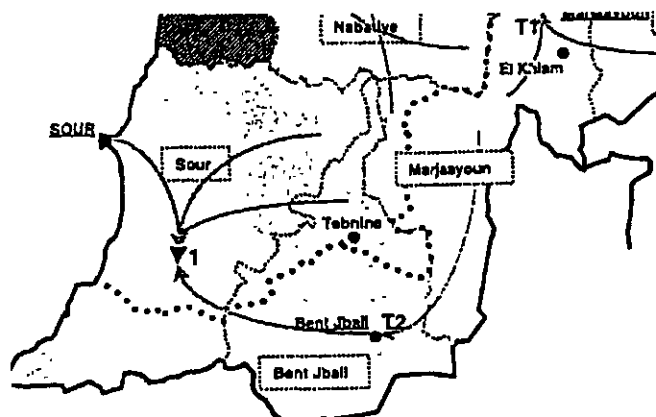 Nabatiye
T1
El Khiam
SOUR
Sour
Marjaayoun
Tebnine
1
Bent Jbail
T2
Bent Jbail